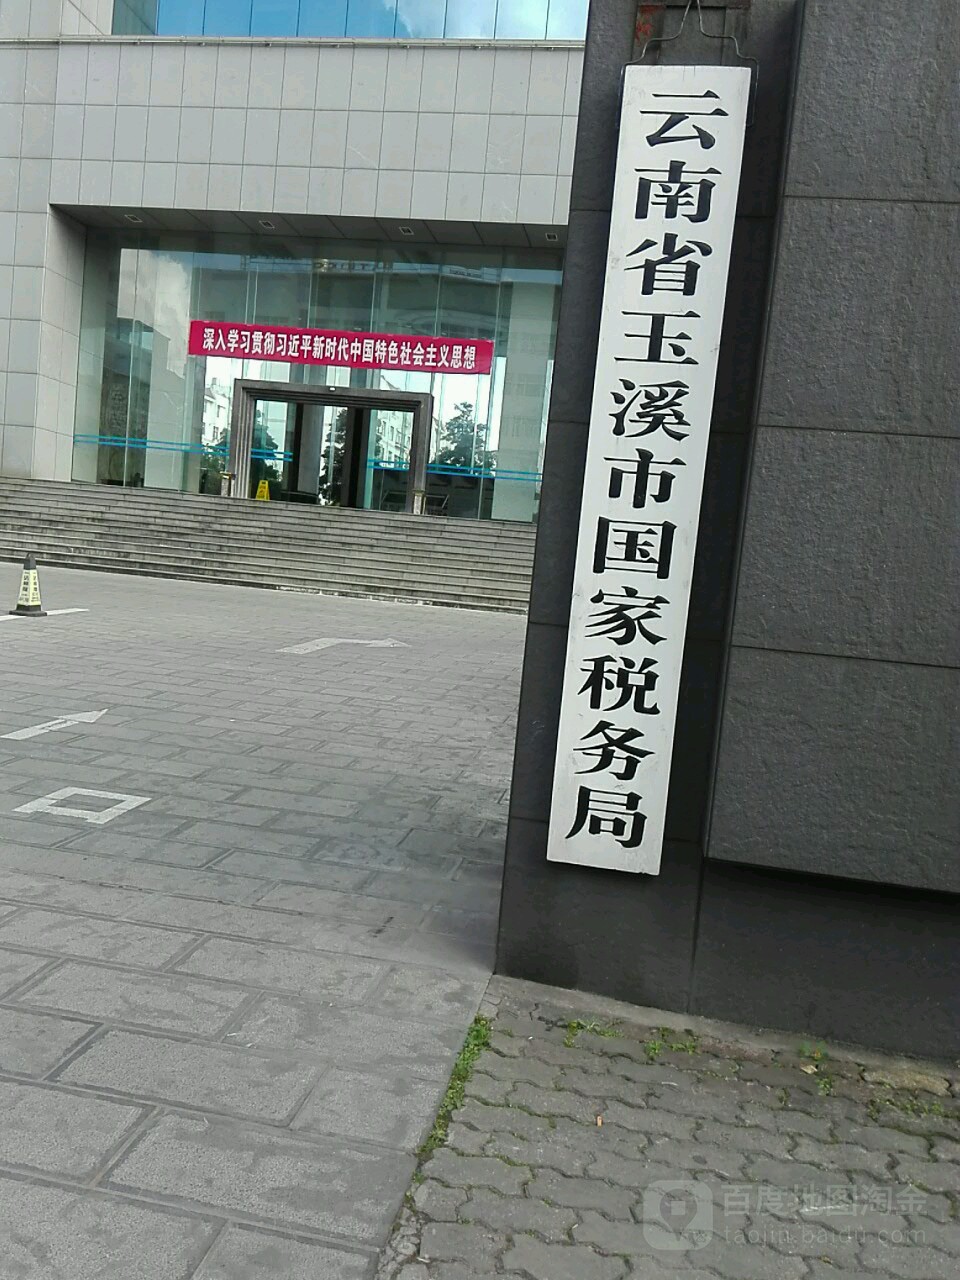 云南省玉溪市国家税务局
深入学习贯彻习近平新时代中国特色社会主义思想
百度地图淘金
taojin.baidu.com